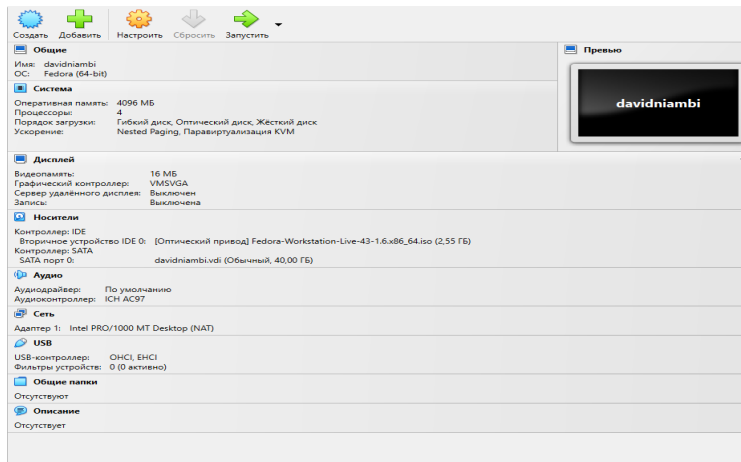 Создать Добавить Настроить Сбросить Запустить
Общие
Имя: davidniambi
ОС: Fedora (64-bit)
Превью
davidniambi
Система
Оперативная память: 4096 МБ
Процессоры: 4
Порядок загрузки: Гибкий диск, Оптический диск, Жёсткий диск
Ускорение: Nested Paging, Паравиртуализация KVM
Дисплей
Видеопамять: 16 МБ
Графический контроллер: VMSVGA
Сервер удалённого дисплея: Выключен
Запись: Выключена
Носители
Контроллер: IDE
Вторичное устройство IDE 0: [Оптический привод] Fedora-Workstation-Live-43-1.6.x86_64.iso (2,55 ГБ)
Контроллер: SATA
SATA порт 0: davidniambi.vdi (Обычный, 40,00 ГБ)
Аудио
Аудиодрайвер: По умолчанию
Аудиоконтроллер: ICH AC97
Сеть
Адаптер 1: Intel PRO/1000 MT Desktop (NAT)
USB
USB-контроллер: OHCI, EHCI
Фильтры устройств: 0 (0 активно)
Общие папки
Отсутствуют
Описание
Отсутствует